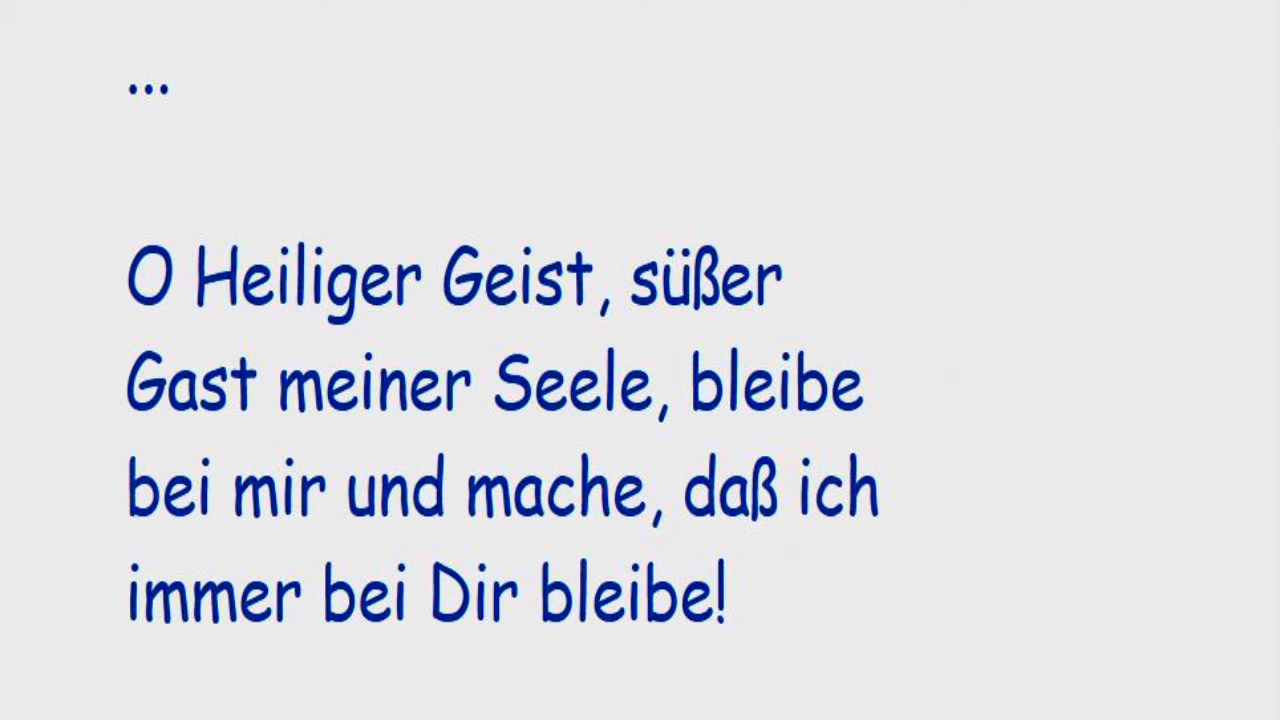 ...
O Heiliger Geist, süßer
Gast meiner Seele, bleibe
bei mir und mache, daß ich
immer bei Dir bleibe!